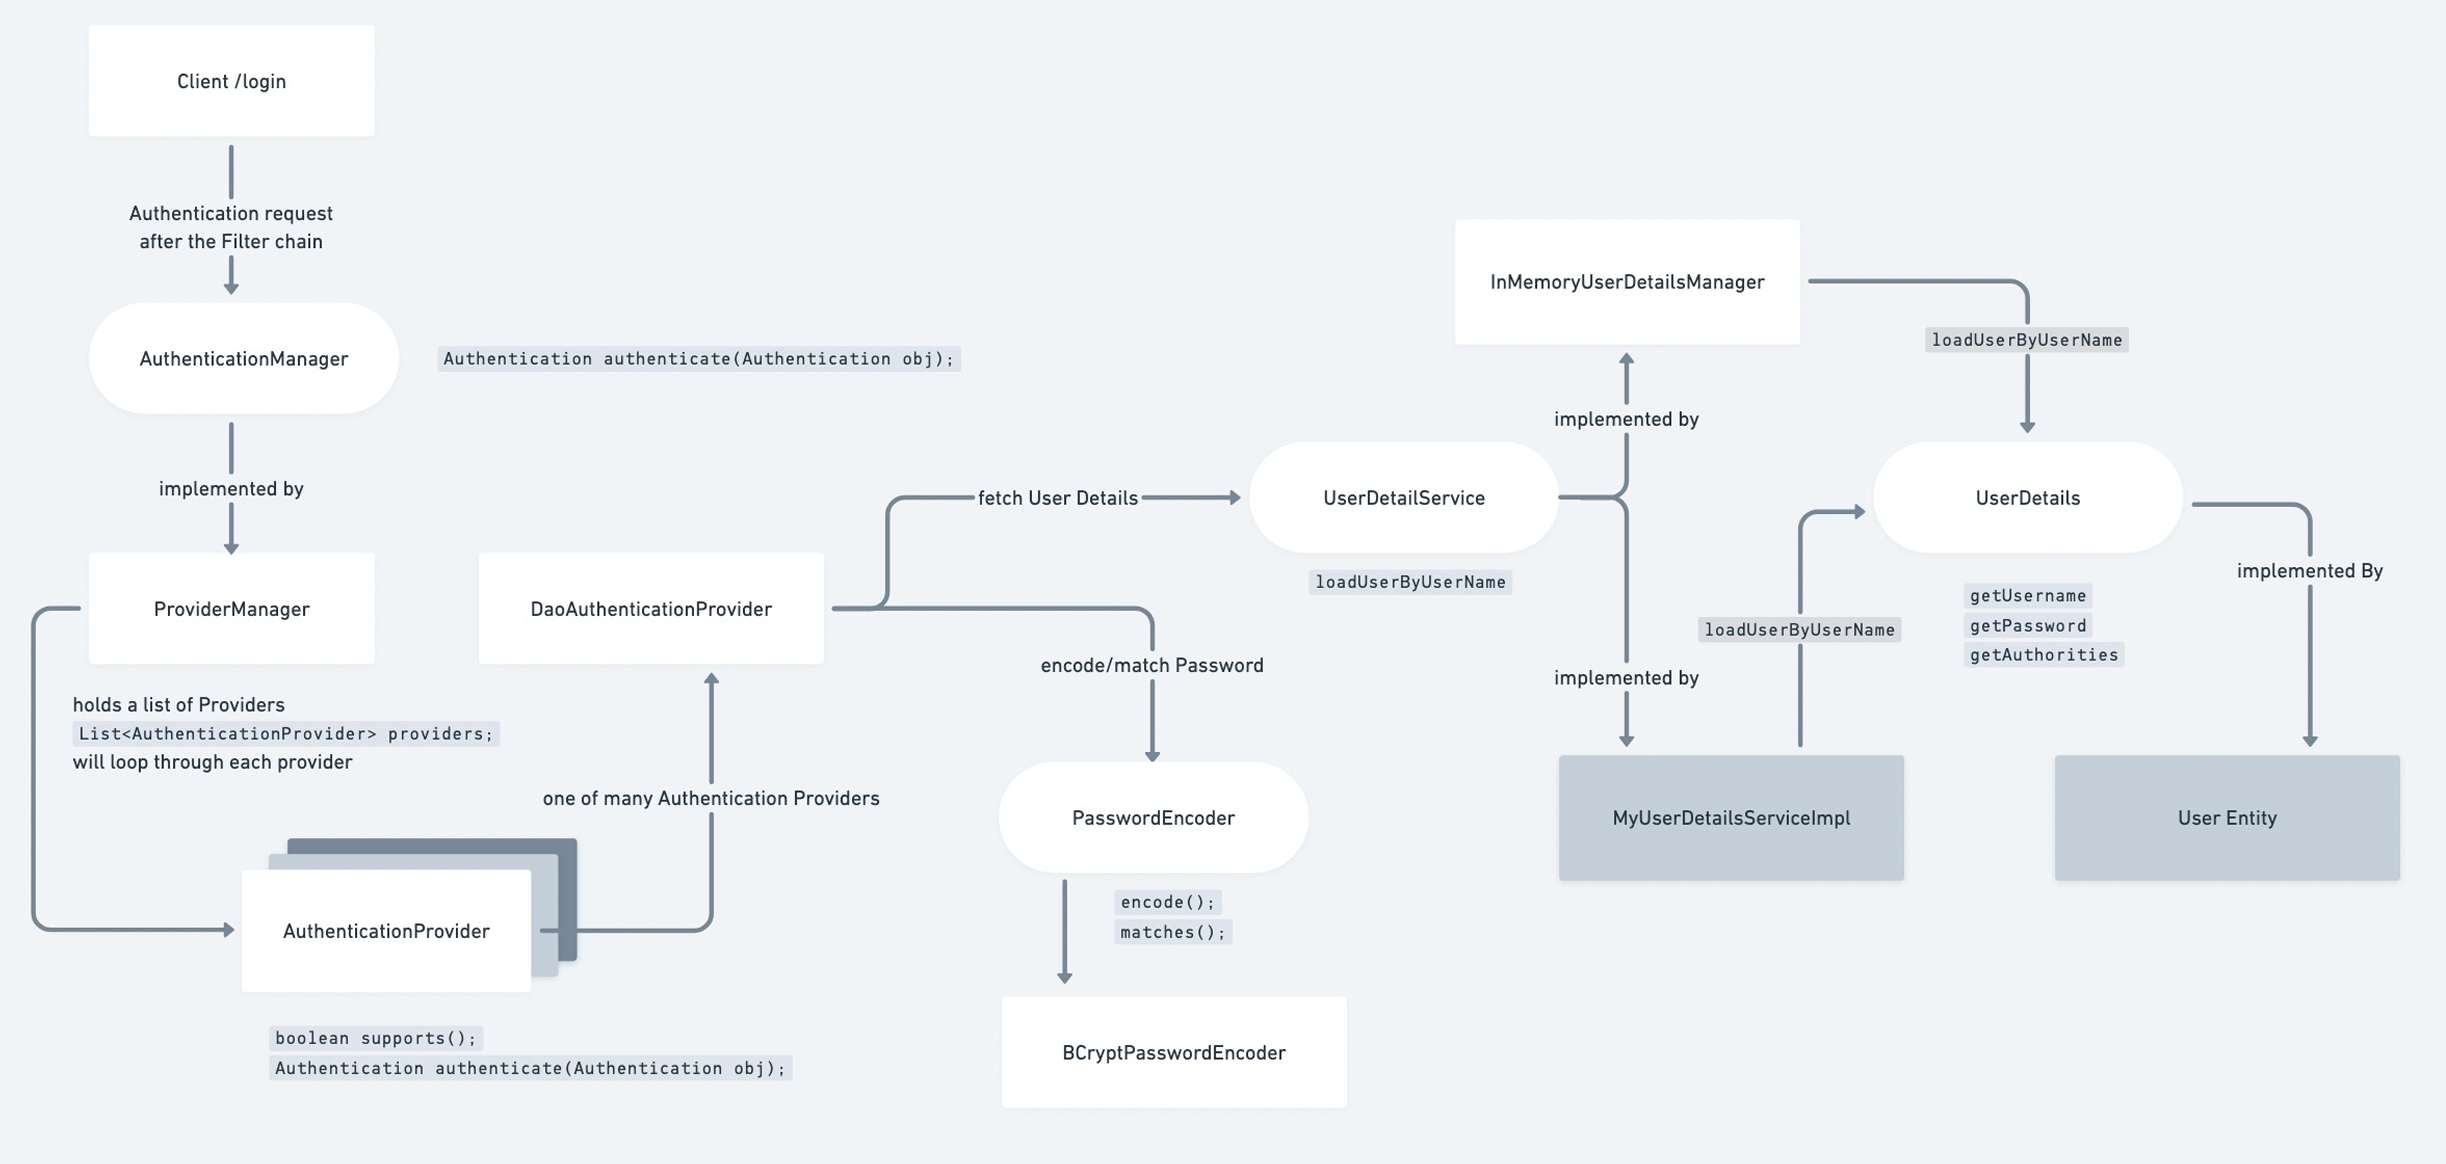 Client /login
Authentication request
after the Filter chain
AuthenticationManager
Authentication authenticate(Authentication obj);
implemented by
ProviderManager
holds a list of Providers
List<AuthenticationProvider> providers;
will loop through each provider
AuthenticationProvider
boolean supports();
Authentication authenticate(Authentication obj);
one of many Authentication Providers
DaoAuthenticationProvider
fetch User Details
encode/match Password
PasswordEncoder
encode();
matches();
BCryptPasswordEncoder
UserDetailService
loadUserByUserName
implemented by
InMemoryUserDetailsManager
loadUserByUserName
implemented by
MyUserDetailsServiceImpl
loadUserByUserName
UserDetails
getUsername
getPassword
getAuthorities
implemented By
User Entity